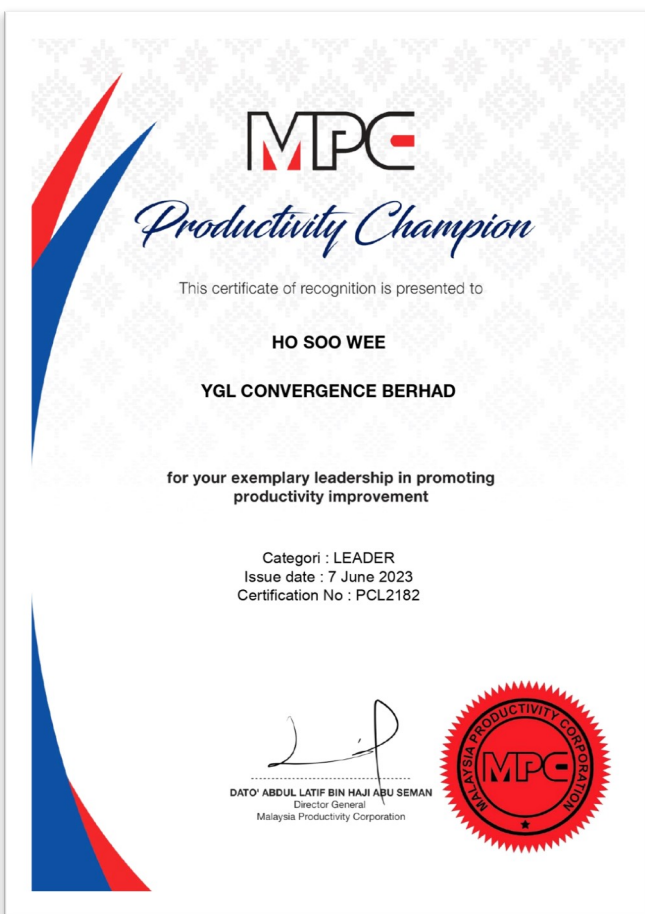 MPC
Productivity Champion
This certificate of recognition is presented to
HO SOO WEE
YGL CONVERGENCE BERHAD
for your exemplary leadership in promoting
productivity improvement
Categori : LEADER
Issue date : 7 June 2023
Certification No : PCL2182
DATO' ABDUL LATIF BIN HAJI ABU SEMAN
Director General
Malaysia Productivity Corporation
MALAYSIA PRODUCTIVITY CORPORATION
MPC